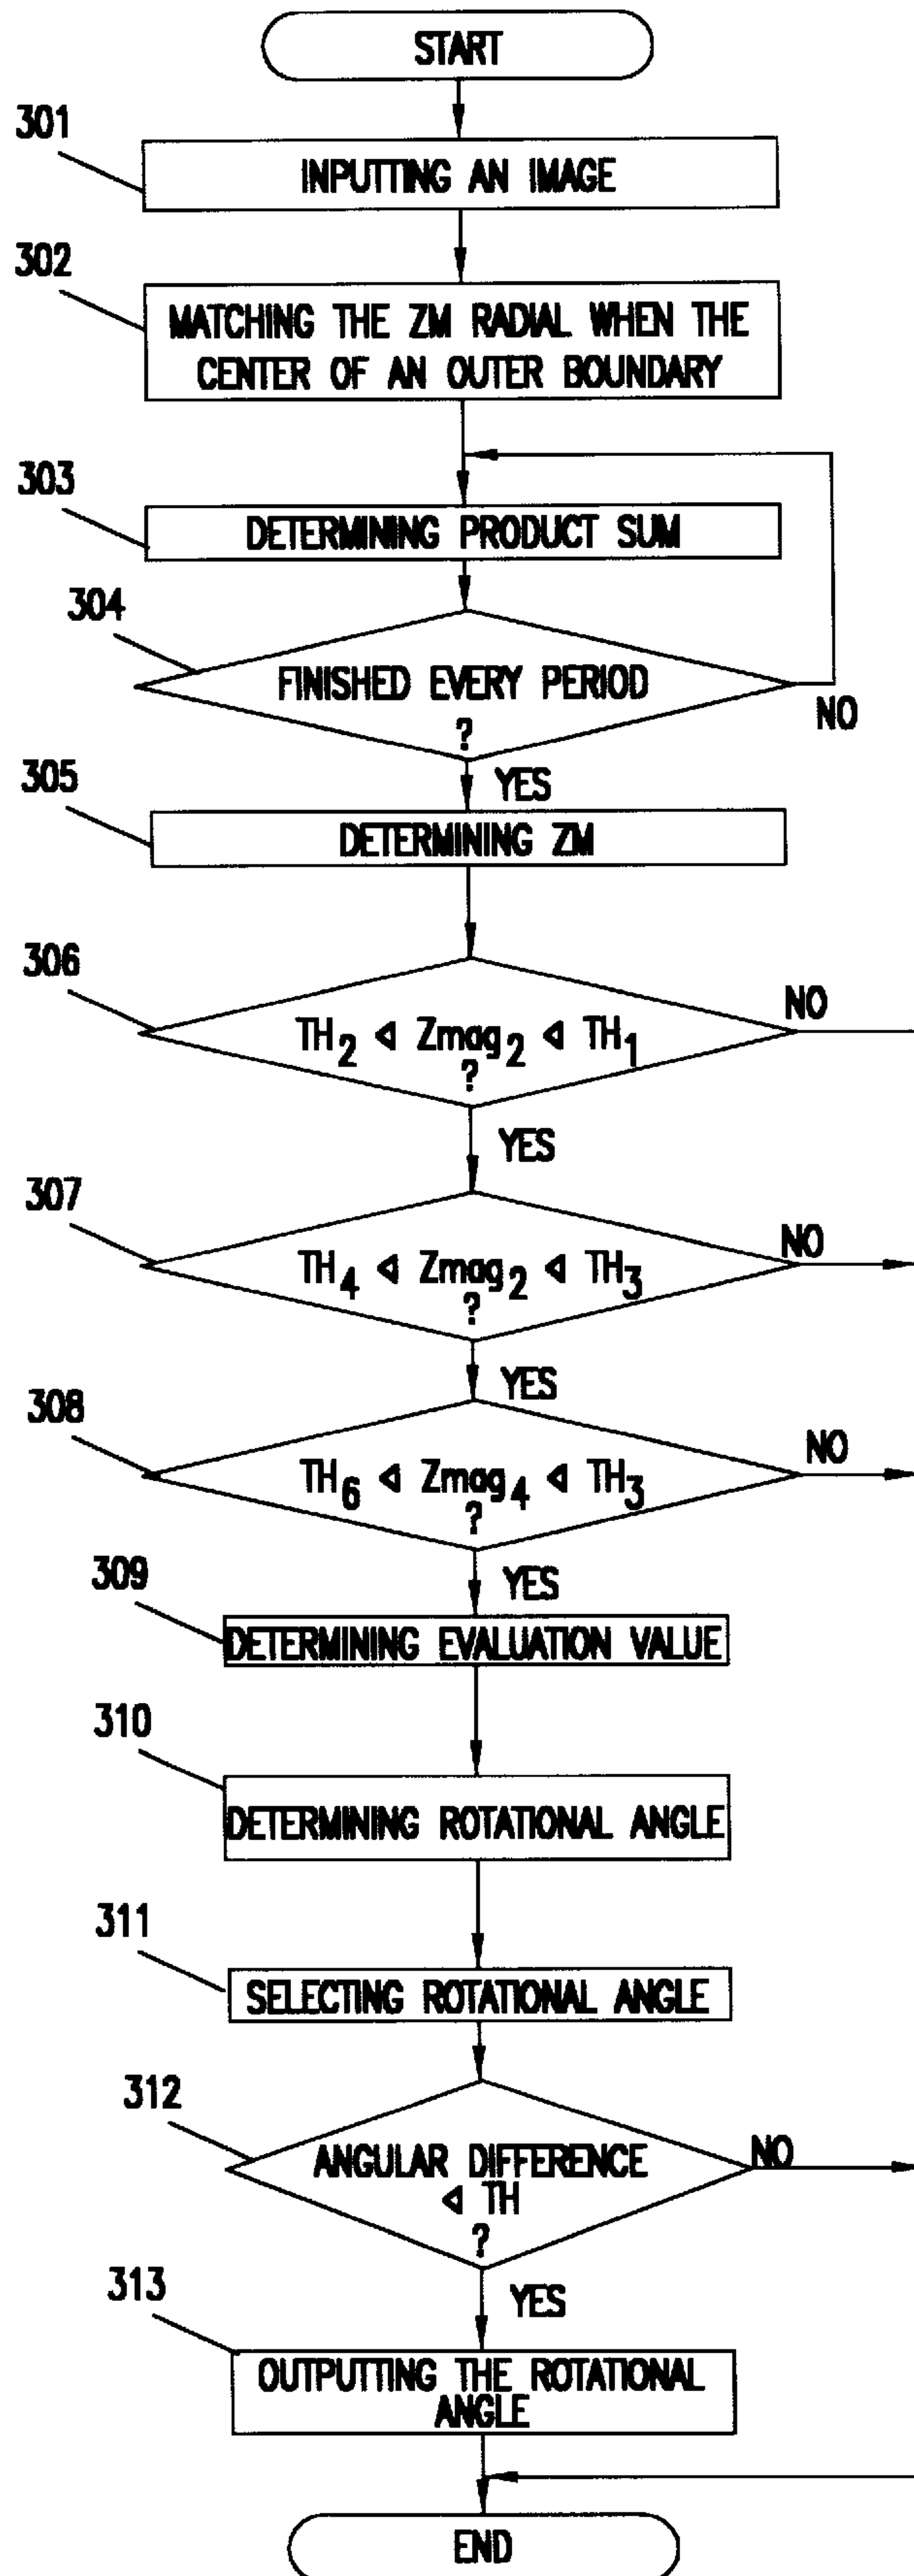 START
301
INPUTTING AN IMAGE
302
MATCHING THE ZM RADIAL WHEN THE
CENTER OF AN OUTER BOUNDARY
303
DETERMINING PRODUCT SUM
304
FINISHED EVERY PERIOD
?
NO
YES
305
DETERMINING ZM
306
TH2 < Zmag2 < TH1
?
NO
YES
307
TH4 < Zmag2 < TH3
?
NO
YES
308
TH6 < Zmag4 < TH3
?
NO
YES
309
DETERMINING EVALUATION VALUE
310
DETERMINING ROTATIONAL ANGLE
311
SELECTING ROTATIONAL ANGLE
312
ANGULAR DIFFERENCE
< TH
?
NO
YES
313
OUTPUTTING THE ROTATIONAL
ANGLE
END